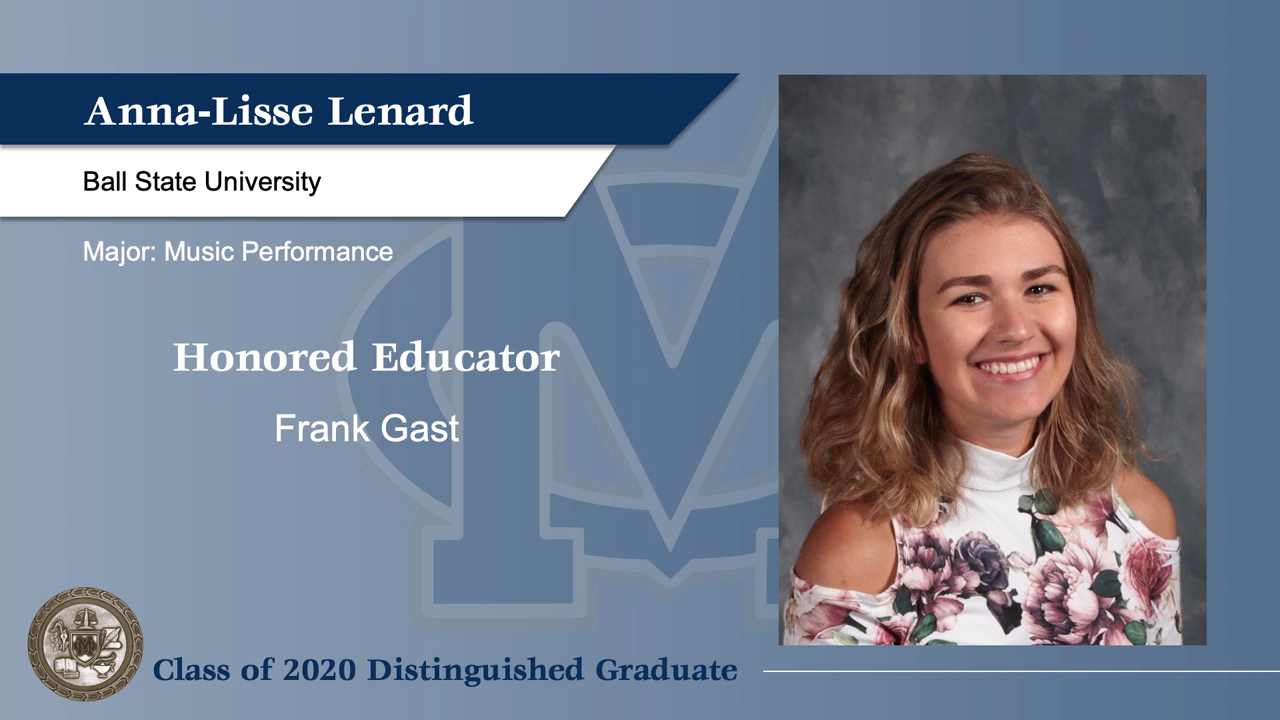 Anna-Lisse Lenard
Ball State University
Major: Music Performance
Honored Educator
Frank Gast
Class of 2020 Distinguished Graduate